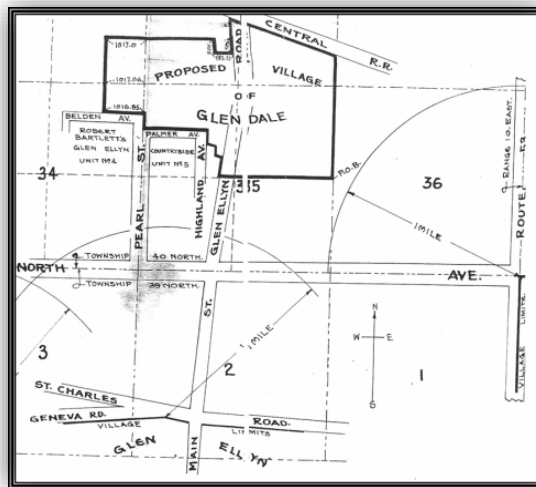 CENTRAL
R.R.
ROAD
1017.0
PROPOSED
VILLAGE
1017.06
OF
1016.85
GLEN DALE
BELDEN AV.
PALMER AV.
ROBERT
BARTLETT'S
GLEN ELLYN
UNIT No 4
COUNTRYSIDE
UNIT No 5
PEARL ST.
HIGHLAND AV.
GLEN ELLYN
34
35
P.O.B.
36
RANGE 10. EAST.
ROUTE 53
1 MILE
TOWNSHIP 40 NORTH.
NORTH AVE.
TOWNSHIP 39 NORTH.
VILLAGE LIMITS.
N
W E
S
ST.
1 MILE
3
2
1
ST. CHARLES ROAD.
GENEVA RD.
VILLAGE LIMITS
GLEN ELLYN
MAIN